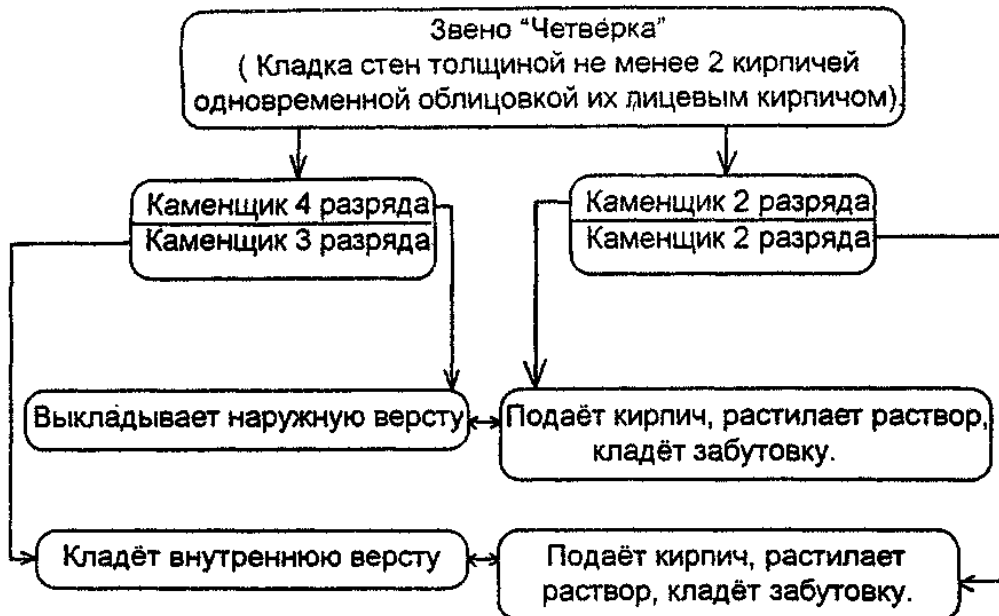 Звено “Четвёрка”
( Кладка стен толщиной не менее 2 кирпичей
одновременной облицовкой их лицевым кирпичом).
Каменщик 4 разряда
Каменщик 3 разряда
Каменщик 2 разряда
Каменщик 2 разряда
Выкладывает наружную версту
Подаёт кирпич, растилает раствор,
кладёт забутовку.
Кладёт внутреннюю версту
Подаёт кирпич, растилает
раствор, кладёт забутовку.